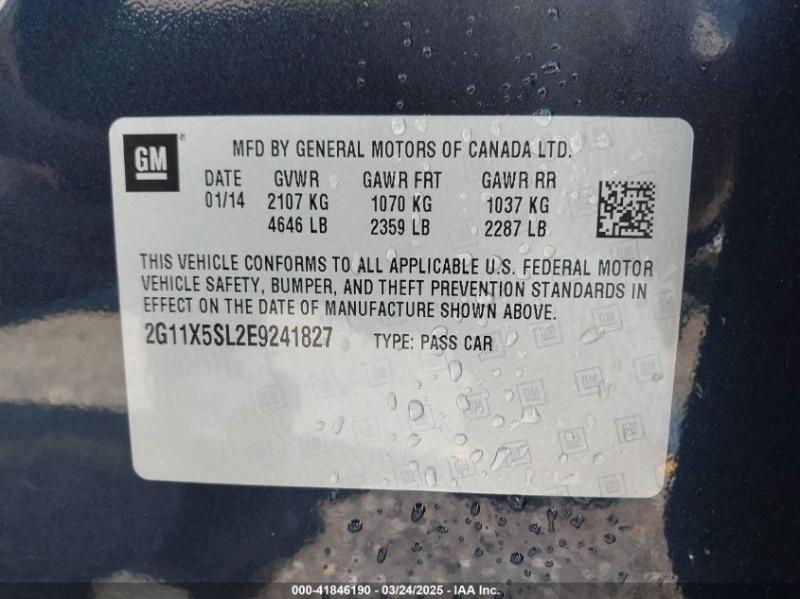 GM
MFD BY GENERAL MOTORS OF CANADA LTD.
DATE GVWR GAWR FRT GAWR RR
01/14 2107 KG 1070 KG 1037 KG
4646 LB 2359 LB 2287 LB
THIS VEHICLE CONFORMS TO ALL APPLICABLE U.S. FEDERAL MOTOR
VEHICLE SAFETY, BUMPER, AND THEFT PREVENTION STANDARDS IN
EFFECT ON THE DATE OF MANUFACTURE SHOWN ABOVE.
2G11X5SL2E9241827 TYPE: PASS CAR
000-41846190 — 03/24/2025 — IAA Inc.